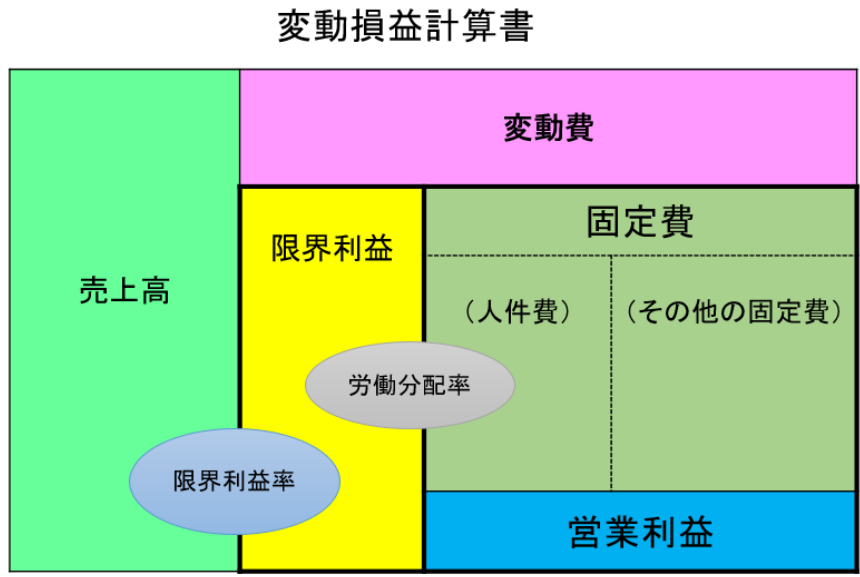 変動損益計算書
変動費
固定費
限界利益
売上高
（人件費）
（その他の固定費）
労働分配率
限界利益率
営業利益